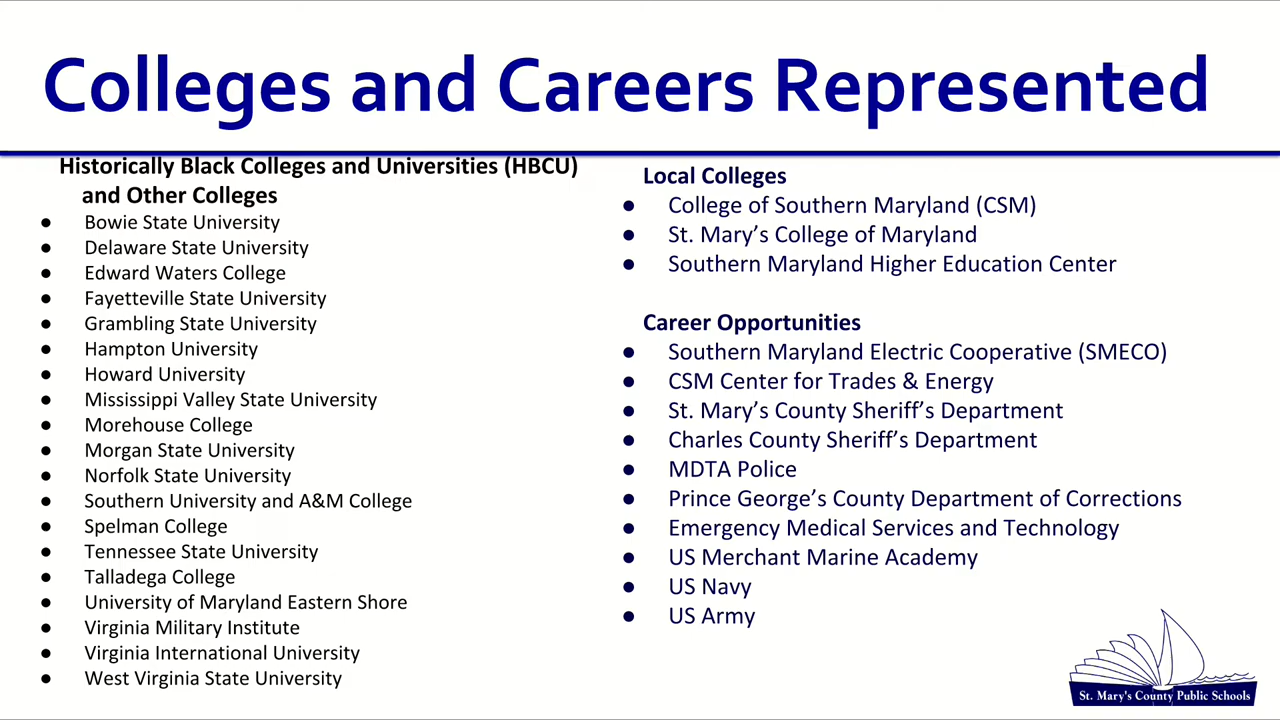 Colleges and Careers Represented
Historically Black Colleges and Universities (HBCU)
and Other Colleges
● Bowie State University
● Delaware State University
● Edward Waters College
● Fayetteville State University
● Grambling State University
● Hampton University
● Howard University
● Mississippi Valley State University
● Morehouse College
● Morgan State University
● Norfolk State University
● Southern University and A&M College
● Spelman College
● Tennessee State University
● Talladega College
● University of Maryland Eastern Shore
● Virginia Military Institute
● Virginia International University
● West Virginia State University
Local Colleges
● College of Southern Maryland (CSM)
● St. Mary’s College of Maryland
● Southern Maryland Higher Education Center
Career Opportunities
● Southern Maryland Electric Cooperative (SMECO)
● CSM Center for Trades & Energy
● St. Mary’s County Sheriff’s Department
● Charles County Sheriff’s Department
● MDTA Police
● Prince George’s County Department of Corrections
● Emergency Medical Services and Technology
● US Merchant Marine Academy
● US Navy
● US Army
St. Mary's County Public Schools